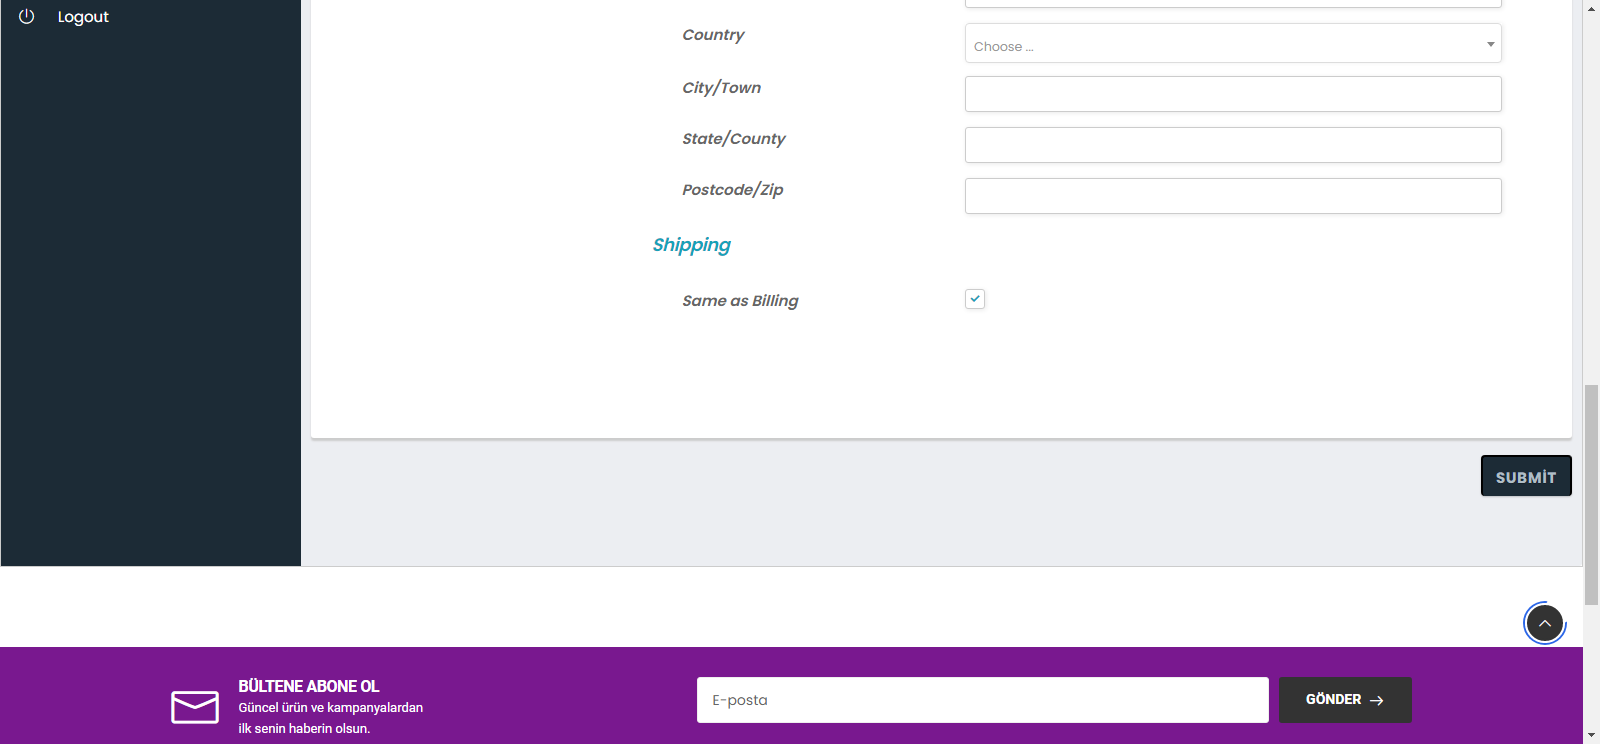 Logout
Country
Choose ...
City/Town
State/County
Postcode/Zip
Shipping
Same as Billing
SUBMİT
BÜLTENE ABONE OL
Güncel ürün ve kampanyalardan
ilk senin haberin olsun.
E-posta
GÖNDER